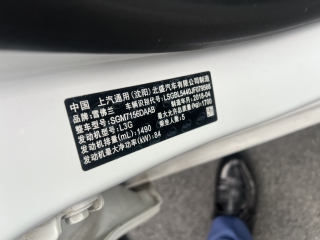 中国 上汽通用(沈阳)北盛汽车有限公司制造
品牌:雪佛兰 车辆识别代号:
整车型号:SGM7156DAAB 制造年月:2018-04
发动机型号:L3G 最大允许总质量(kg):1700
发动机排量(mL):1490 乘坐人数:5
发动机最大净功率(kW):84